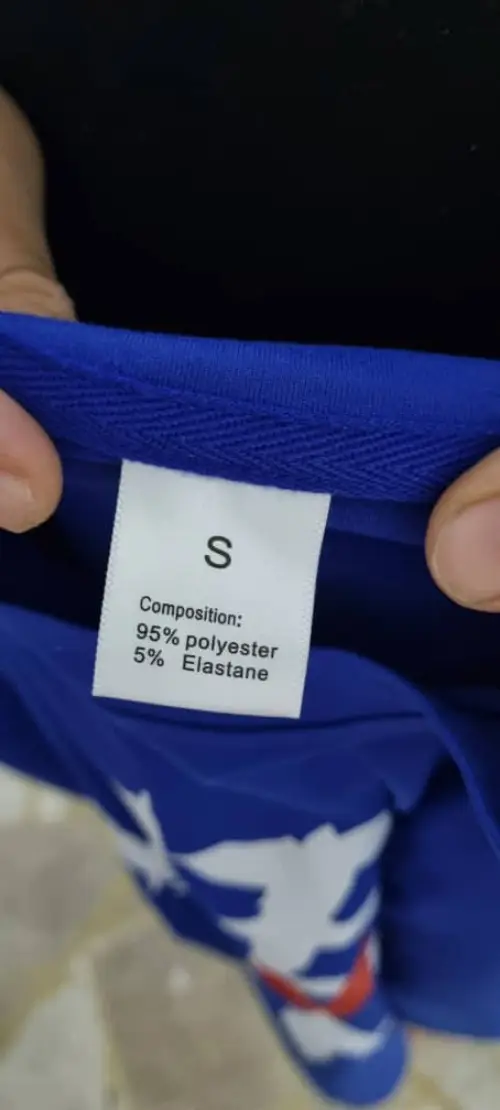 S
Composition:
95% polyester
5% Elastane